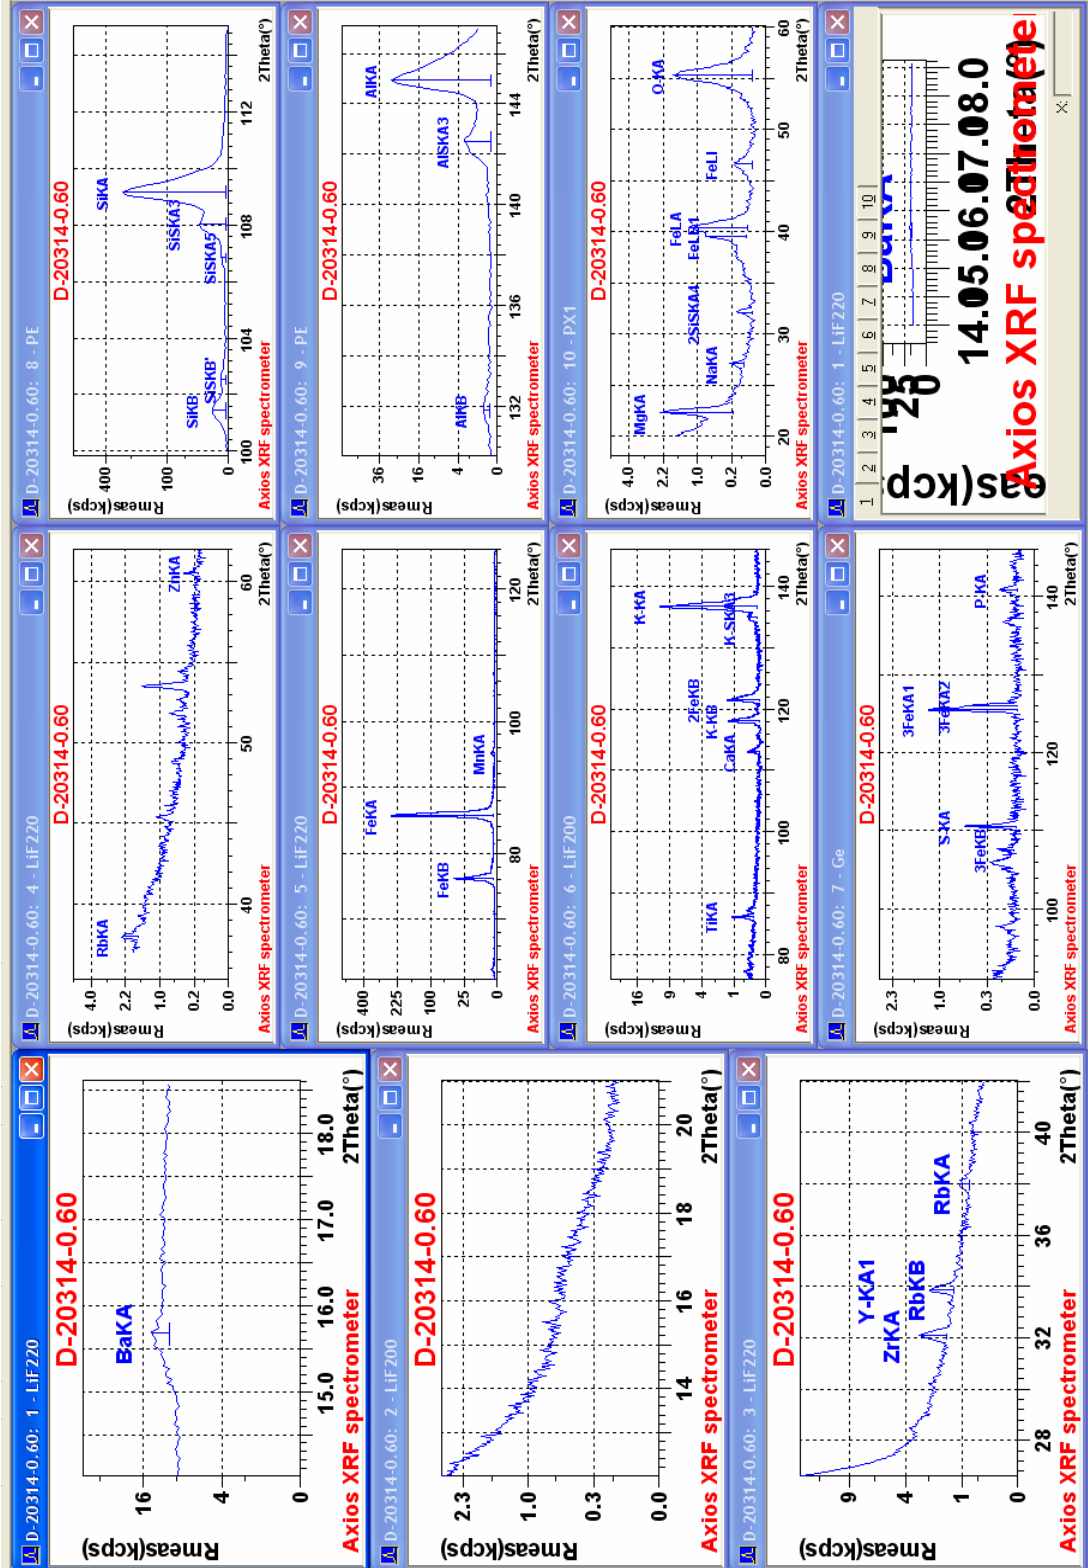 D-20314-0.60: 1 - LiF220
D-20314-0.60
Rmeas(kcps)
16
4
0
BaKA
15.0
16.0
17.0
18.0
2Theta(°)
Axios XRF spectrometer
D-20314-0.60: 2 - LiF200
D-20314-0.60
Rmeas(kcps)
2.3
1.0
0.3
0.0
14
16
18
20
2Theta(°)
Axios XRF spectrometer
D-20314-0.60: 3 - LiF220
D-20314-0.60
Rmeas(kcps)
9
4
1
0
Y-KA1
ZrKA
RbKB
RbKA
28
32
36
40
2Theta(°)
Axios XRF spectrometer
D-20314-0.60: 4 - LiF220
D-20314-0.60
Rmeas(kcps)
4.0
2.2
1.0
0.2
0.0
RbKA
ZnKA
40
50
60
2Theta(°)
Axios XRF spectrometer
D-20314-0.60: 5 - LiF220
D-20314-0.60
Rmeas(kcps)
400
225
100
25
0
FeKA
FeKB
MnKA
80
100
120
2Theta(°)
Axios XRF spectrometer
D-20314-0.60: 6 - LiF200
D-20314-0.60
Rmeas(kcps)
16
9
4
1
0
TiKA
CaKA
K-KB
2FeKB
K-KA
K-SKA3
80
100
120
140
2Theta(°)
Axios XRF spectrometer
D-20314-0.60: 7 - Ge
D-20314-0.60
Rmeas(kcps)
2.3
1.0
0.3
0.0
3FeKB
S-KA
3FeKA1
3FeKA2
P-KA
100
120
140
2Theta(°)
Axios XRF spectrometer
D-20314-0.60: 8 - PE
D-20314-0.60
Rmeas(kcps)
400
100
0
SiKB
SiSKB'
SiSKA5
SiSKA3
SiKA
100
104
108
112
2Theta(°)
Axios XRF spectrometer
D-20314-0.60: 9 - PE
D-20314-0.60
Rmeas(kcps)
36
16
4
0
AlKB
AlSKA3
AlKA
132
136
140
144
2Theta(°)
Axios XRF spectrometer
D-20314-0.60: 10 - PX1
D-20314-0.60
Rmeas(kcps)
4.0
2.2
1.0
0.2
0.0
MgKA
NaKA
2SiSKA4
FeLB1
FeLA
FeLl
O-KA
20
30
40
50
60
2Theta(°)
Axios XRF spectrometer
D-20314-0.60: 1 - LiF220
1 2 3 4 5 6 7 8 9 10
BaKA
25
0
eas(kcps)
14.05.06.07.08.0
2Theta(°)
Axios XRF spectrometer
X: